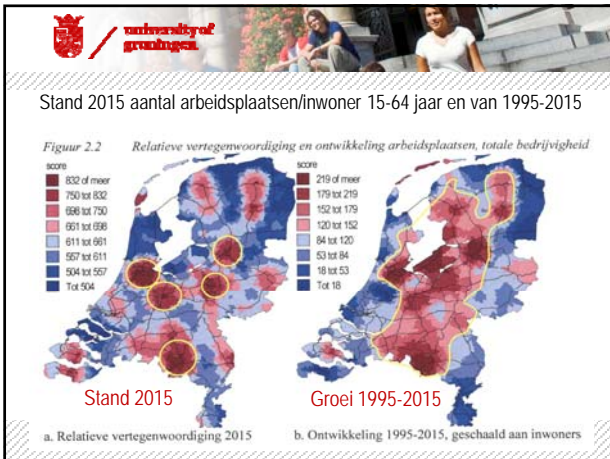 university of
groningen
Stand 2015 aantal arbeidsplaatsen/inwoner 15-64 jaar en van 1995-2015
Figuur 2.2 Relatieve vertegenwoordiging en ontwikkeling arbeidsplaatsen, totale bedrijvigheid
score
832 of meer
750 tot 832
698 tot 750
661 tot 698
611 tot 661
557 tot 611
504 tot 557
Tot 504
score
219 of meer
179 tot 219
152 tot 179
120 tot 152
84 tot 120
53 tot 84
18 tot 53
Tot 18
Stand 2015
Groei 1995-2015
a. Relatieve vertegenwoordiging 2015
b. Ontwikkeling 1995-2015, geschaald aan inwoners